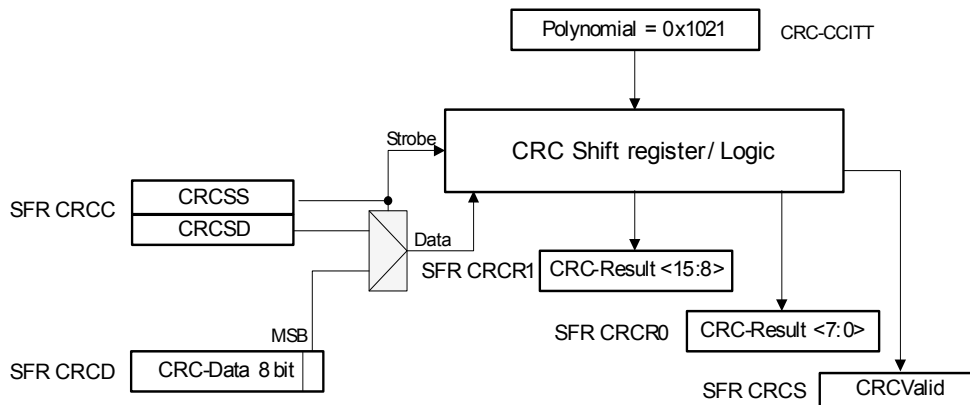 Polynomial = 0x1021
CRC-CCITT
Strobe
CRC Shift register/ Logic
SFR CRCC
CRCSS
CRCSD
Data
SFR CRCR1
CRC-Result <15:8>
MSB
SFR CRCR0
CRC-Result <7:0>
SFR CRCD
CRC-Data 8 bit
SFR CRCS
CRCValid